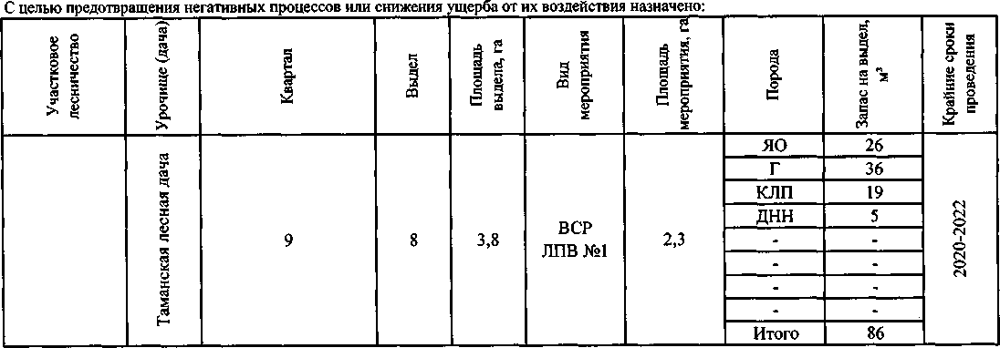 С целью предотвращения негативных процессов или снижения ущерба от их воздействия назначено:
Участковое лесничество
Урочище (дача)
Квартал
Выдел
Площадь выдела, га
Вид мероприятия
Площадь мероприятия, га
Порода
Запас на выдел, м³
Крайние сроки проведения
Таманская лесная дача
9
8
3,8
ВСР
ЛПВ №1
2,3
ЯО 26
Г 36
КЛП 19
ДНН 5
- -
- -
- -
- -
Итого 86
2020-2022